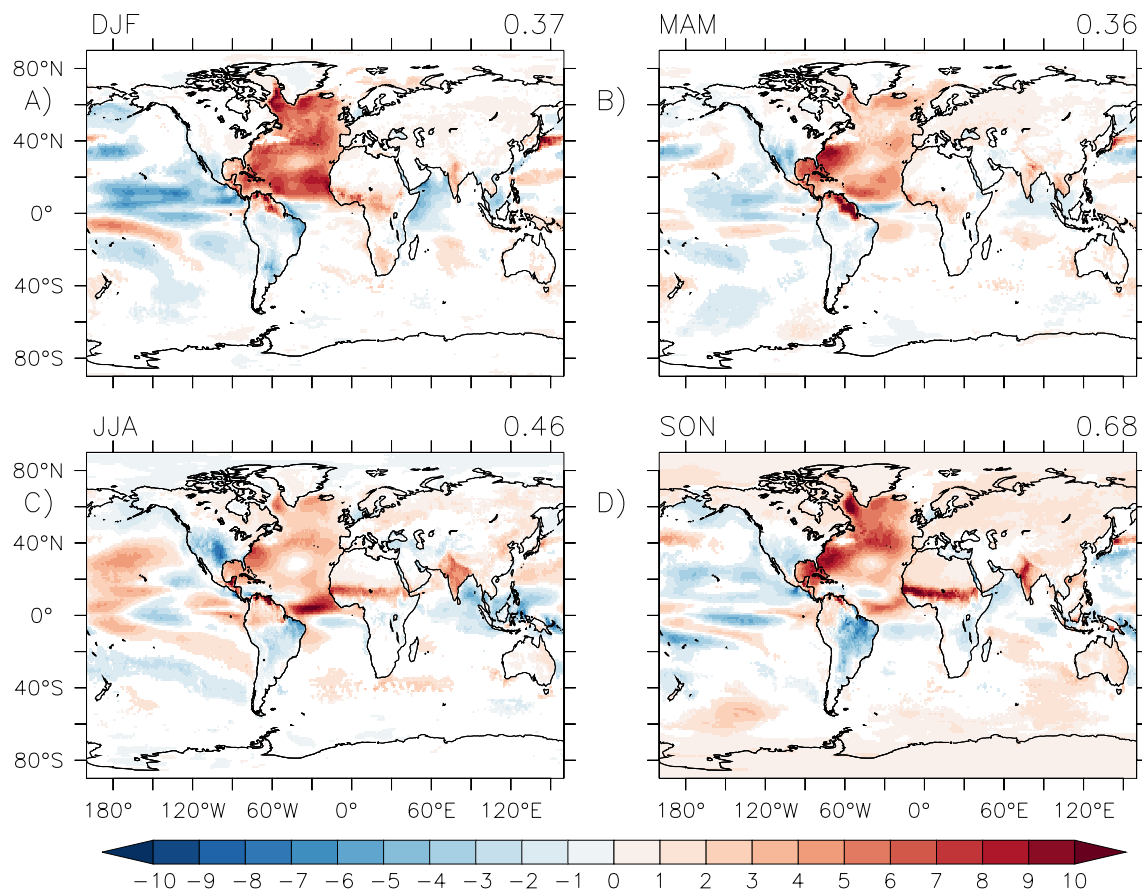 DJF 0.37
MAM 0.36
A)
B)
80°N
40°N
0°
40°S
80°S
JJA 0.46
SON 0.68
C)
D)
80°N
40°N
0°
40°S
80°S
180° 120°W 60°W 0° 60°E 120°E
180° 120°W 60°W 0° 60°E 120°E
−10 −9 −8 −7 −6 −5 −4 −3 −2 −1 0 1 2 3 4 5 6 7 8 9 10